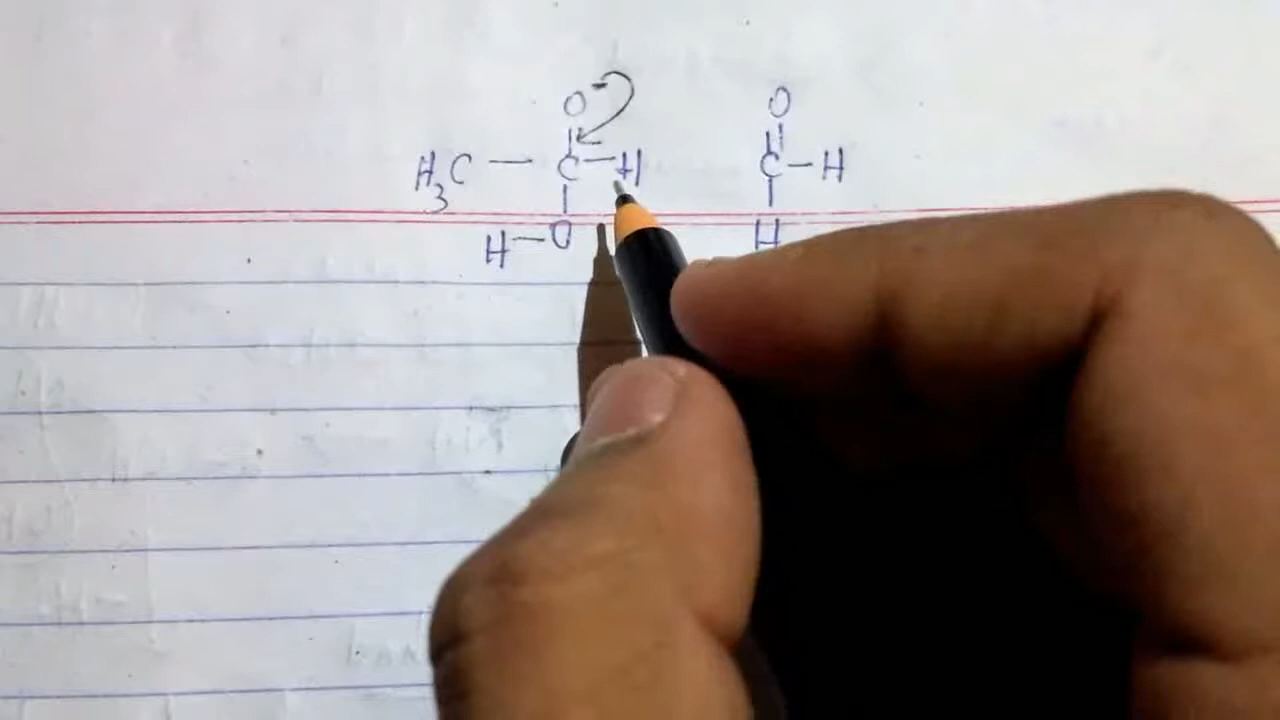 O⁻ O
H₃C — C — H C — H
H — O H